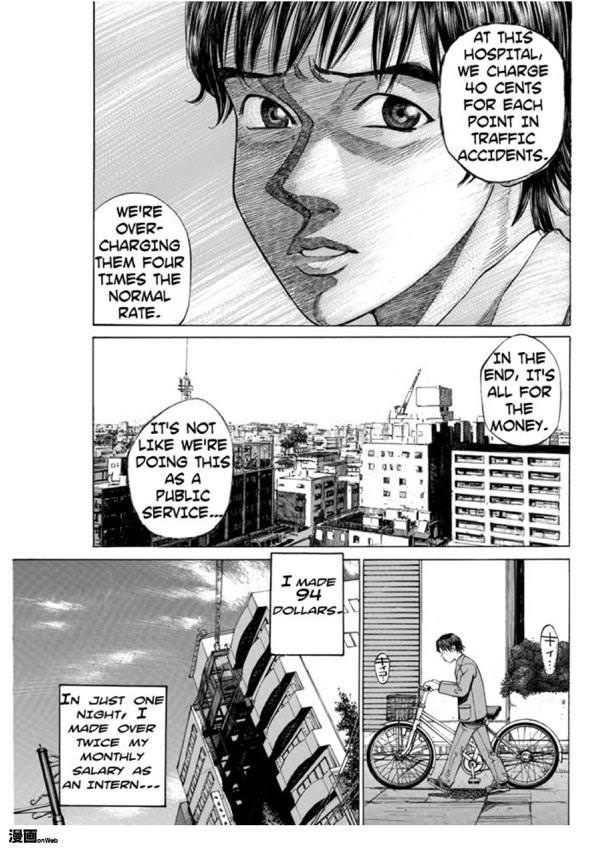 AT THIS
HOSPITAL,
WE CHARGE
40 CENTS
FOR EACH
POINT IN
TRAFFIC
ACCIDENTS.
WE'RE
OVER-
CHARGING
THEM FOUR
TIMES THE
NORMAL
RATE.
IN THE
END, IT'S
ALL FOR
THE
MONEY.
IT'S NOT
LIKE WE'RE
DOING THIS
AS A
PUBLIC
SERVICE...
I MADE
94
DOLLARS.
IN JUST ONE
NIGHT, I
MADE OVER
TWICE MY
MONTHLY
SALARY AS
AN INTERN...
キィ…
キィコ
漫画onWeb